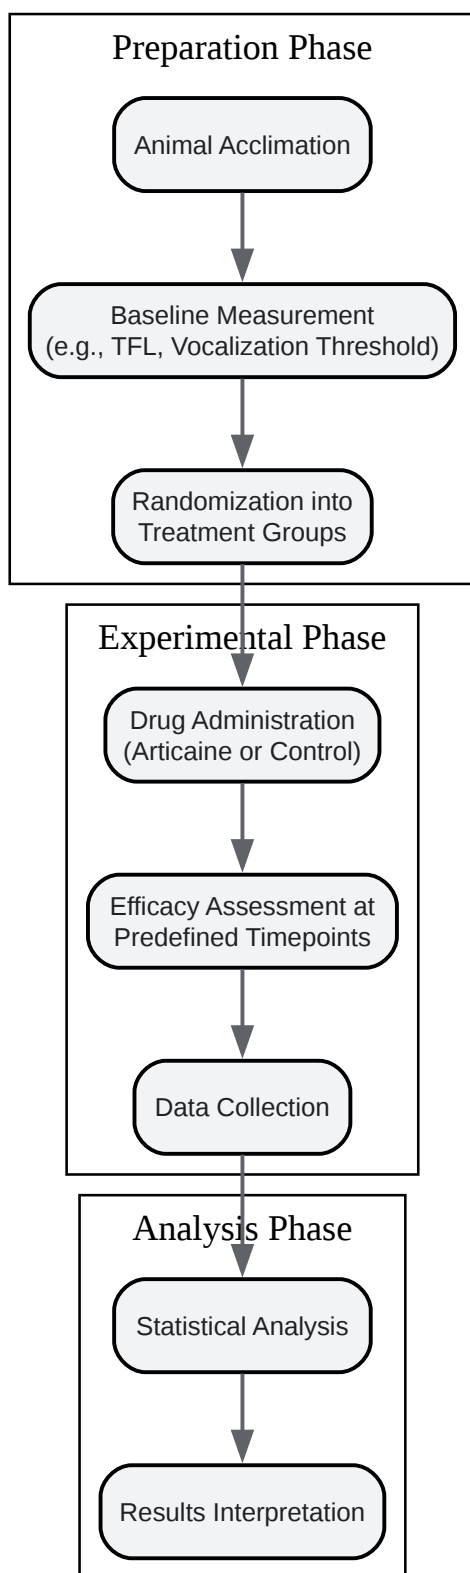 Preparation Phase
Animal Acclimation
Baseline Measurement
(e.g., TFL, Vocalization Threshold)
Randomization into
Treatment Groups
Experimental Phase
Drug Administration
(Articaine or Control)
Efficacy Assessment at
Predefined Timepoints
Data Collection
Analysis Phase
Statistical Analysis
Results Interpretation